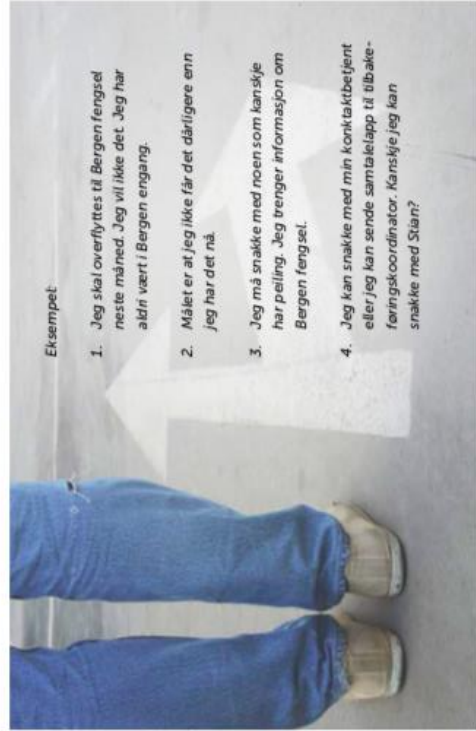 Eksempel:
1. Jeg skal overflyttes til Bergen fengsel
neste måned. Jeg vil ikke det. Jeg har
aldri vært i Bergen engang.
2. Målet er at jeg ikke får det dårligere enn
jeg har det nå.
3. Jeg må snakke med noen som kanskje
har peiling. Jeg trenger informasjon om
Bergen fengsel.
4. Jeg kan snakke med min konktaktbetjent
eller jeg kan sende samtalelapp til tilbake-
føringskoordinator. Kanskje jeg kan
snakke med Stian?